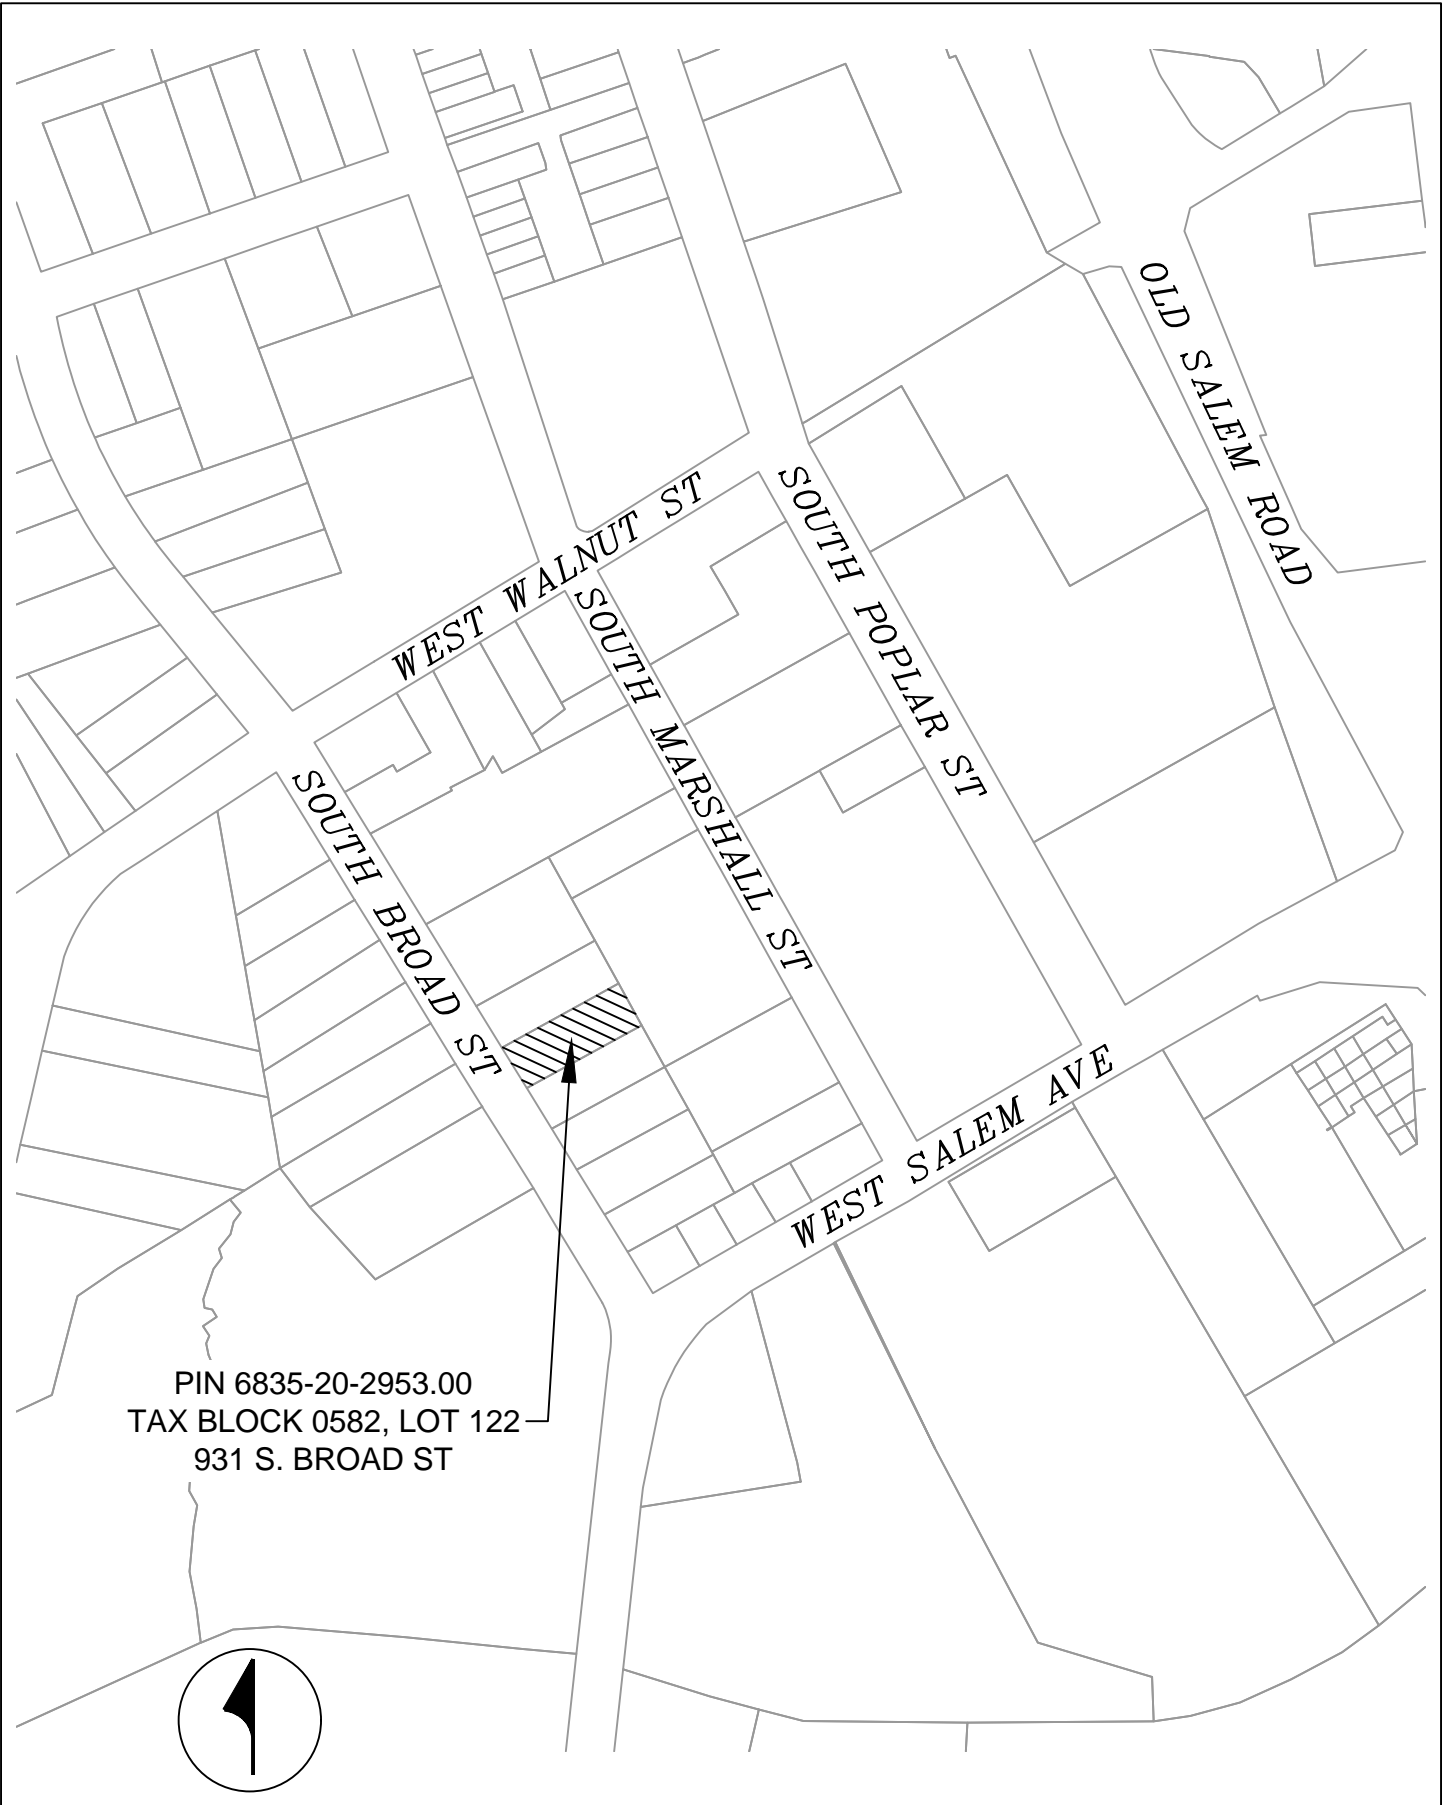 OLD SALEM ROAD
WEST WALNUT ST
SOUTH POPLAR ST
SOUTH MARSHALL ST
SOUTH BROAD ST
WEST SALEM AVE
PIN 6835-20-2953.00
TAX BLOCK 0582, LOT 122
931 S. BROAD ST